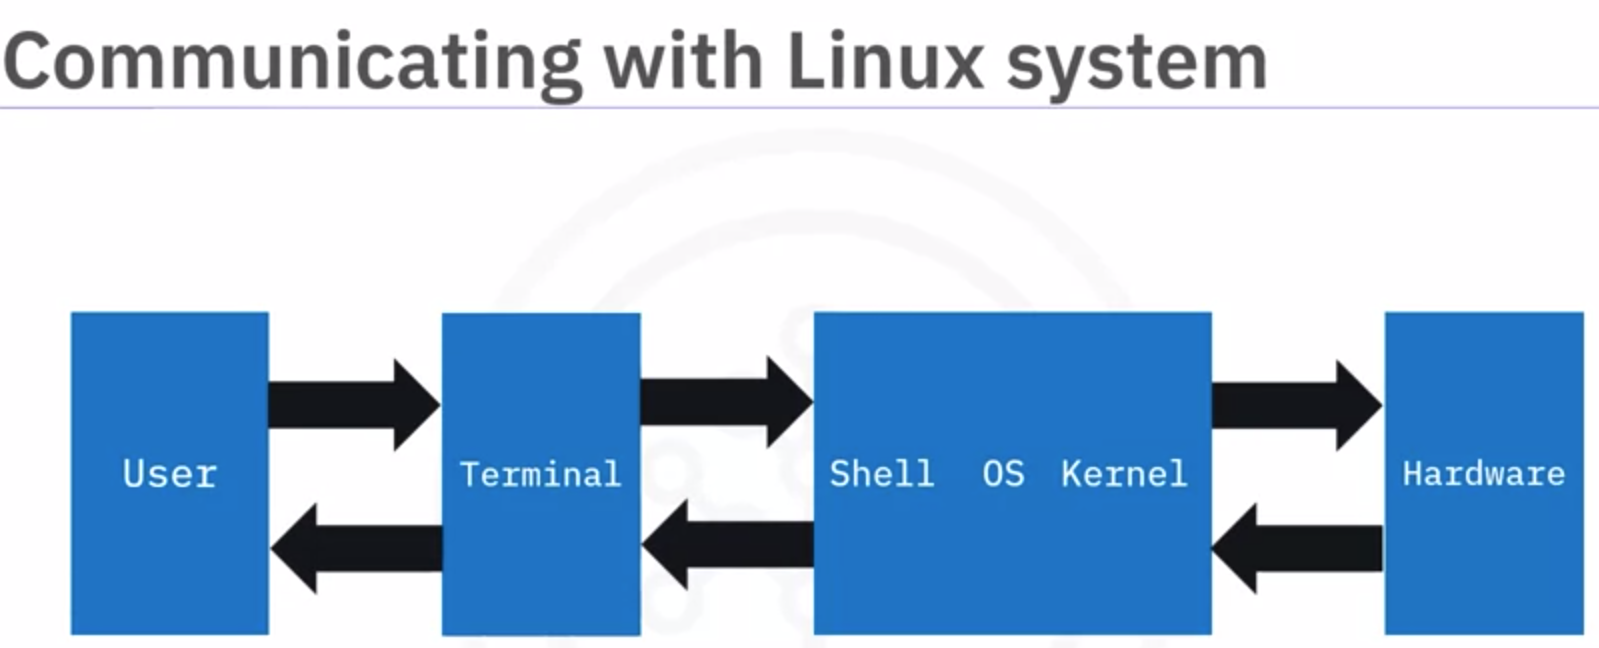 Communicating with Linux system
User
Terminal
Shell OS Kernel
Hardware